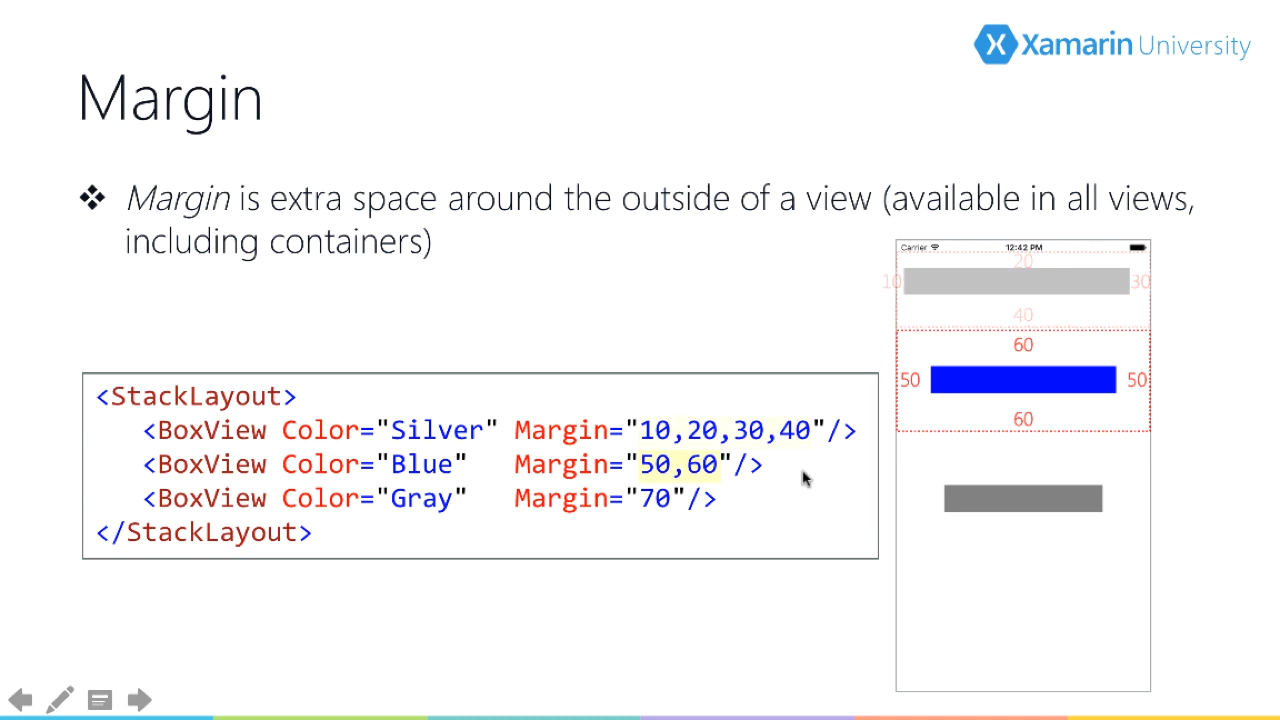 Xamarin University
Margin
Margin is extra space around the outside of a view (available in all views,
including containers)
<StackLayout>
<BoxView Color="Silver" Margin="10,20,30,40"/>
<BoxView Color="Blue" Margin="50,60"/>
<BoxView Color="Gray" Margin="70"/>
</StackLayout>
Carrier 12:42 PM
20
10 30
40
60
50 50
60